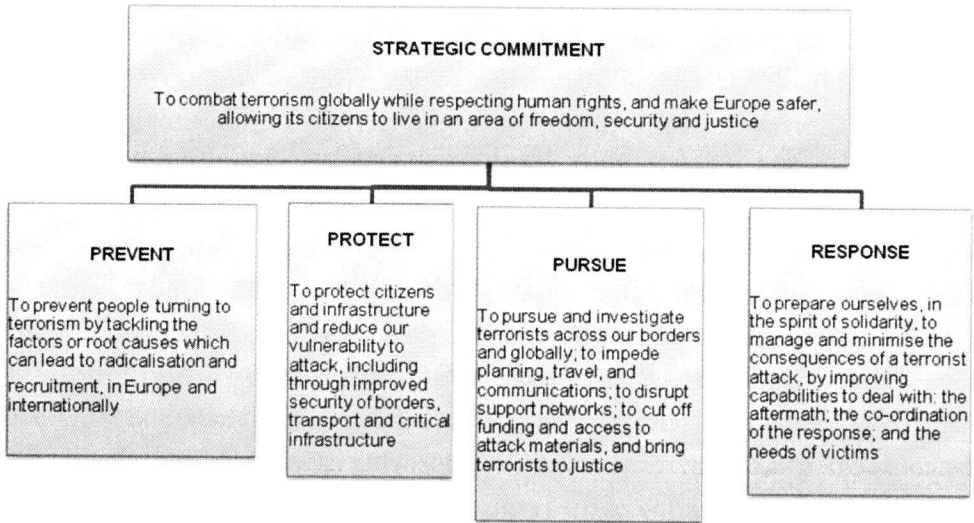 STRATEGIC COMMITMENT
To combat terrorism globally while respecting human rights, and make Europe safer,
allowing its citizens to live in an area of freedom, security and justice
PREVENT
To prevent people turning to
terrorism by tackling the
factors or root causes which
can lead to radicalisation and
recruitment, in Europe and
internationally
PROTECT
To protect citizens
and infrastructure
and reduce our
vulnerability to
attack, including
through improved
security of borders,
transport and critical
infrastructure
PURSUE
To pursue and investigate
terrorists across our borders
and globally; to impede
planning, travel, and
communications; to disrupt
support networks; to cut off
funding and access to
attack materials, and bring
terrorists to justice
RESPONSE
To prepare ourselves, in
the spirit of solidarity, to
manage and minimise the
consequences of a terrorist
attack, by improving
capabilities to deal with: the
aftermath; the co-ordination
of the response; and the
needs of victims